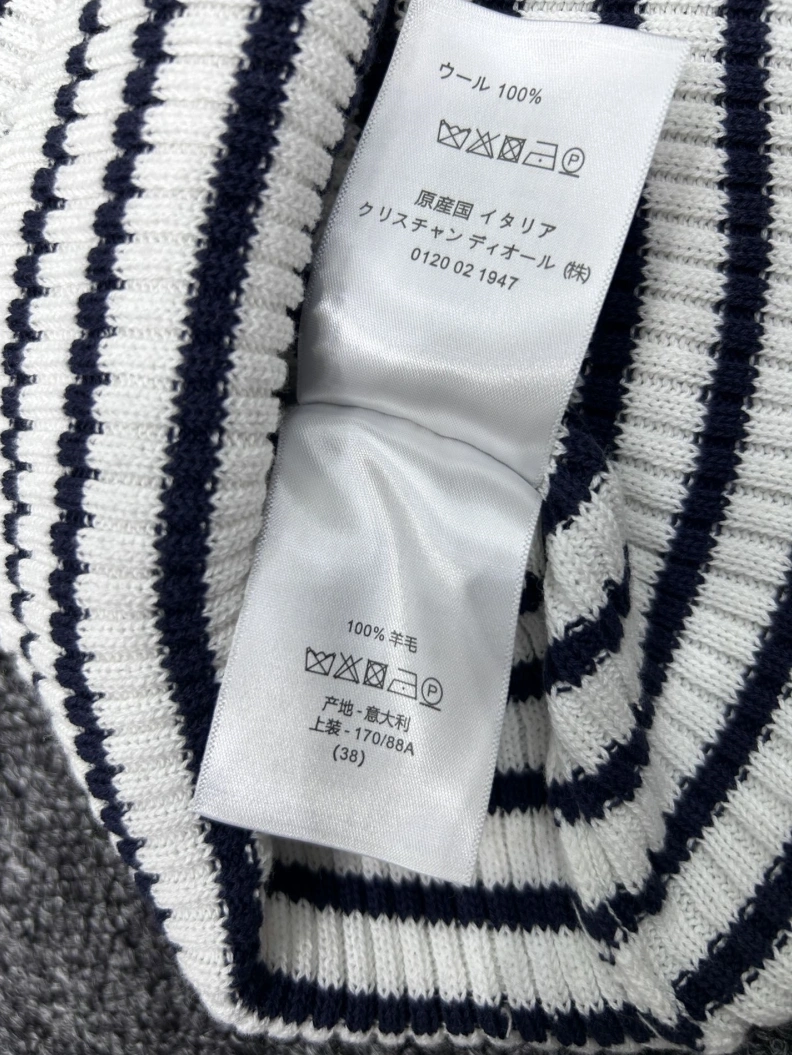 ウール 100%
P
原産国 イタリア
クリスチャン ディオール (株)
0120 02 1947
100% 羊毛
P
产地 - 意大利
上装 - 170/88A
(38)